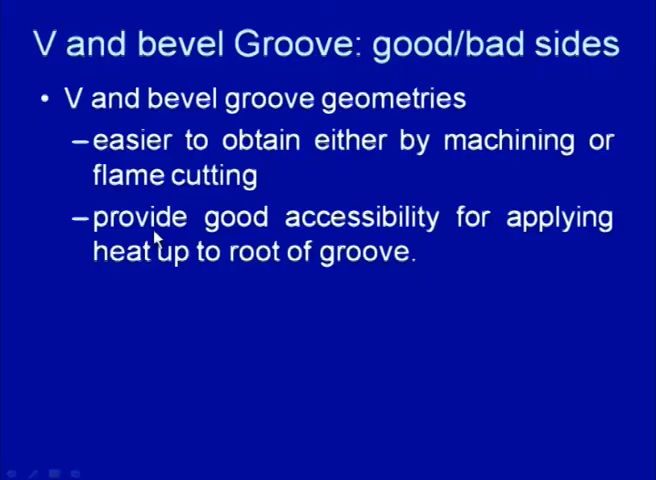 V and bevel Groove: good/bad sides
• V and bevel groove geometries
–easier to obtain either by machining or
flame cutting
–provide good accessibility for applying
heat up to root of groove.